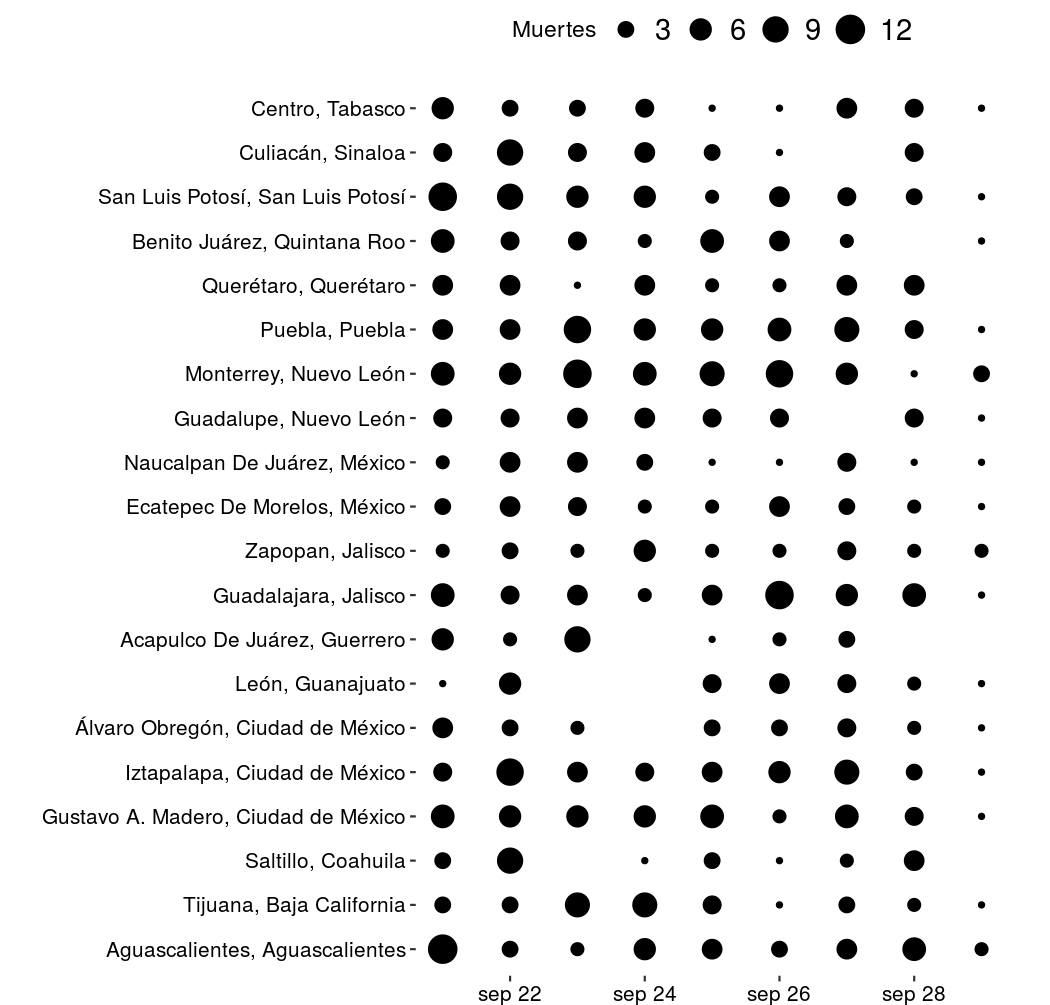 Muertes 3 6 9 12
Centro, Tabasco
Culiacán, Sinaloa
San Luis Potosí, San Luis Potosí
Benito Juárez, Quintana Roo
Querétaro, Querétaro
Puebla, Puebla
Monterrey, Nuevo León
Guadalupe, Nuevo León
Naucalpan De Juárez, México
Ecatepec De Morelos, México
Zapopan, Jalisco
Guadalajara, Jalisco
Acapulco De Juárez, Guerrero
León, Guanajuato
Álvaro Obregón, Ciudad de México
Iztapalapa, Ciudad de México
Gustavo A. Madero, Ciudad de México
Saltillo, Coahuila
Tijuana, Baja California
Aguascalientes, Aguascalientes
sep 22 sep 24 sep 26 sep 28